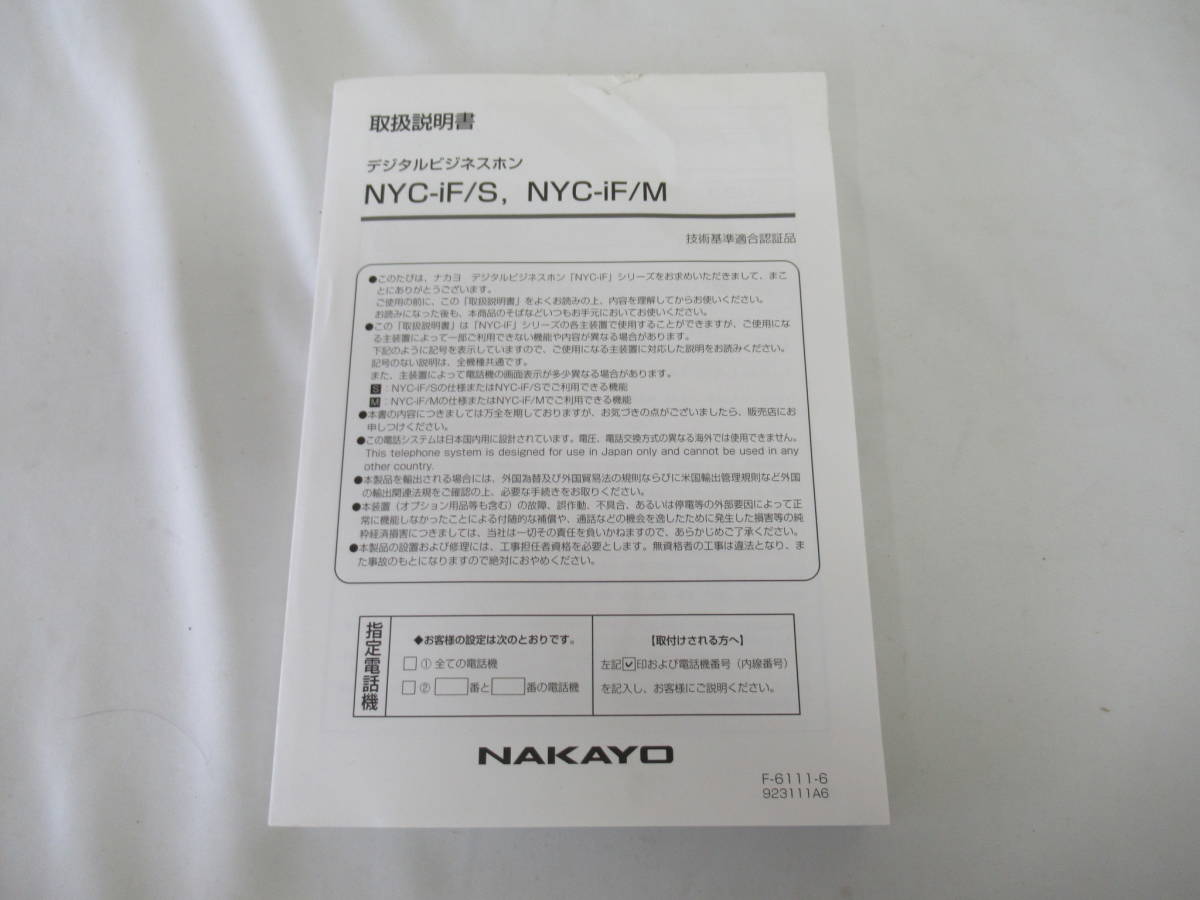 取扱説明書
デジタルビジネスホン
NYC-iF/S, NYC-iF/M
技術基準適合認証品
●このたびは、ナカヨ デジタルビジネスホン「NYC-iF」シリーズをお求めいただきまして、まこ
とにありがとうございます。
ご使用の前に、この「取扱説明書」をよくお読みの上、内容を理解してからお使いください。
お読みになった後も、本商品のそばなどいつもお手元においてお使いください。
●この「取扱説明書」は「NYC-iF」シリーズの各主装置で使用することができますが、ご使用にな
る主装置によって一部ご利用できない機能や内容が異なる場合があります。
下記のように記号を表示していますので、ご使用になる主装置に対応した説明をお読みください。
記号のない説明は、全機種共通です。
また、主装置によって電話機の画面表示が多少異なる場合があります。
S：NYC-iF/Sの仕様またはNYC-iF/Sでご利用できる機能
M：NYC-iF/Mの仕様またはNYC-iF/Mでご利用できる機能
●本書の内容につきましては万全を期しておりますが、お気づきの点がございましたら、販売店にお
申しつけください。
●この電話システムは日本国内用に設計されています。電圧、電話交換方式の異なる海外では使用できません。
This telephone system is designed for use in Japan only and cannot be used in any
other country.
●本製品を輸出される場合には、外国為替及び外国貿易法の規則ならびに米国輸出管理規則など外国
の輸出関連法規をご確認の上、必要な手続きをお取りください。
●本装置（オプション用品等も含む）の故障、誤動作、不具合、あるいは停電等の外部要因によって正
常に機能しなかったことによる付随的な補償や、通話などの機会を逸したために発生した損害等の純
粋経済損害につきましては、当社は一切その責任を負いかねますので、あらかじめご了承ください。
●本製品の設置および修理には、工事担任者資格を必要とします。無資格者の工事は違法となり、ま
た事故のもとになりますので絶対におやめください。
指定電話機
◆お客様の設定は次のとおりです。
□ ① 全ての電話機
□ ② 番と 番の電話機
【取付けされる方へ】
左記☑印および電話機番号（内線番号）
を記入し、お客様にご説明ください。
NAKAYO
F-6111-6
923111A6